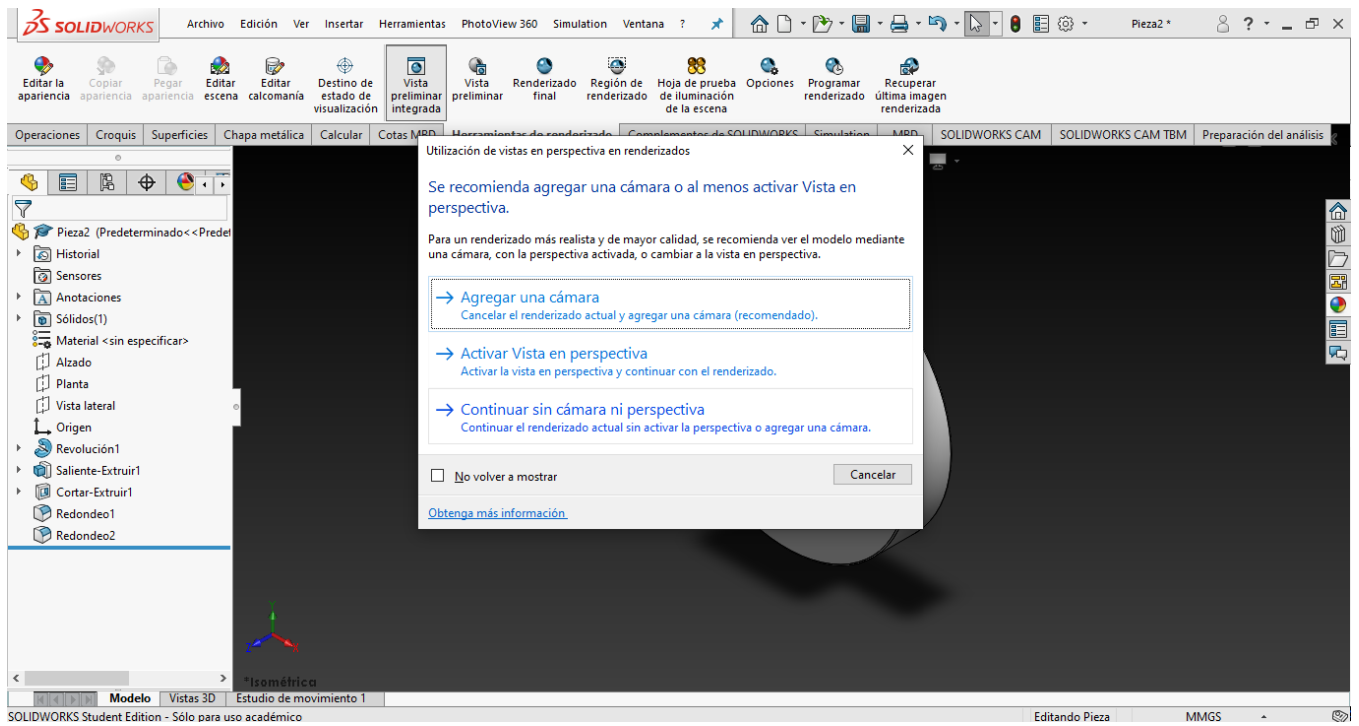 SOLIDWORKS Archivo Edición Ver Insertar Herramientas PhotoView 360 Simulation Ventana ? Pieza2 * ?
Editar la apariencia
Copiar apariencia
Pegar apariencia
Editar escena
Editar calcomanía
Destino de estado de visualización
Vista preliminar integrada
Vista preliminar
Renderizado final
Región de renderizado
Hoja de prueba de iluminación de la escena
Opciones
Programar renderizado
Recuperar última imagen renderizada
Operaciones Croquis Superficies Chapa metálica Calcular Cotas MBD Herramientas de renderizado Complementos de SOLIDWORKS Simulation MBD SOLIDWORKS CAM SOLIDWORKS CAM TBM Preparación del análisis
Pieza2 (Predeterminado<<Predet
Historial
Sensores
Anotaciones
Sólidos(1)
Material <sin especificar>
Alzado
Planta
Vista lateral
Origen
Revolución1
Saliente-Extruir1
Cortar-Extruir1
Redondeo1
Redondeo2
Utilización de vistas en perspectiva en renderizados
Se recomienda agregar una cámara o al menos activar Vista en
perspectiva.
Para un renderizado más realista y de mayor calidad, se recomienda ver el modelo mediante
una cámara, con la perspectiva activada, o cambiar a la vista en perspectiva.
Agregar una cámara
Cancelar el renderizado actual y agregar una cámara (recomendado).
Activar Vista en perspectiva
Activar la vista en perspectiva y continuar con el renderizado.
Continuar sin cámara ni perspectiva
Continuar el renderizado actual sin activar la perspectiva o agregar una cámara.
No volver a mostrar
Cancelar
Obtenga más información
*Isométrica
Modelo Vistas 3D Estudio de movimiento 1
SOLIDWORKS Student Edition - Sólo para uso académico Editando Pieza MMGS